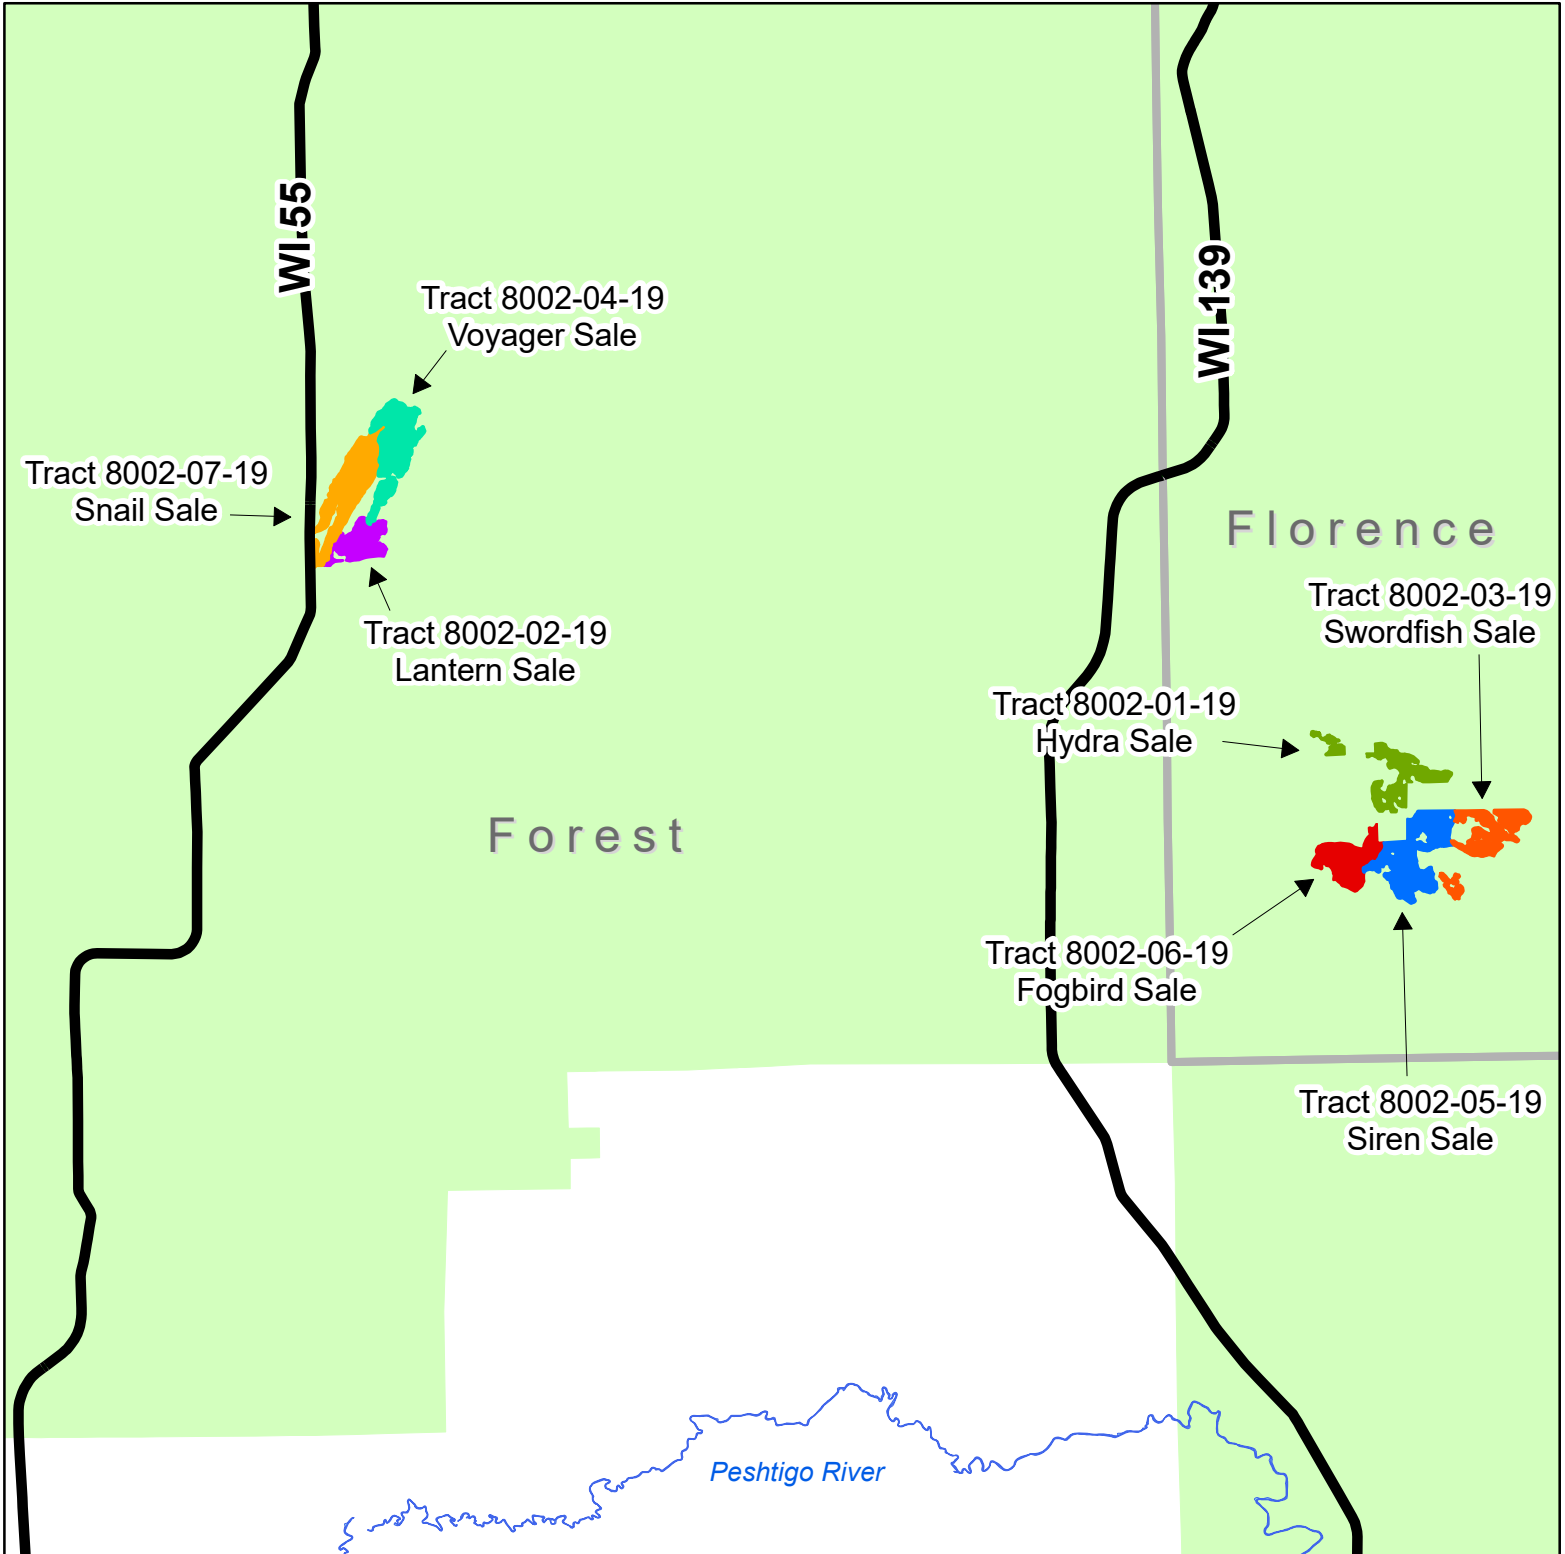 WI-55
WI-139
Tract 8002-04-19
Voyager Sale
Tract 8002-07-19
Snail Sale
Florence
Tract 8002-03-19
Swordfish Sale
Tract 8002-02-19
Lantern Sale
Tract 8002-01-19
Hydra Sale
Forest
Tract 8002-06-19
Fogbird Sale
Tract 8002-05-19
Siren Sale
Peshtigo River